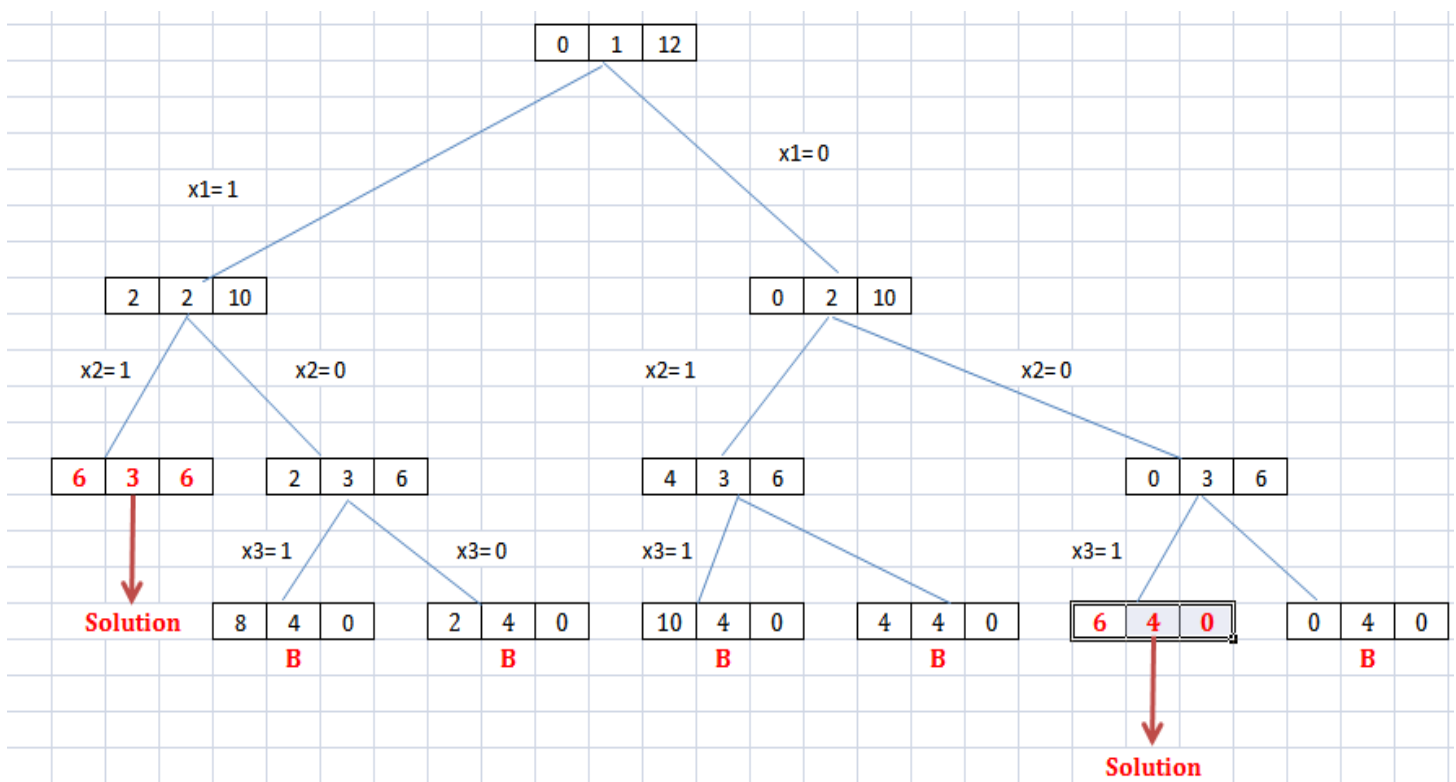 0 1 12
x1= 0
x1= 1
2 2 10
0 2 10
x2= 1
x2= 0
x2= 1
x2= 0
6 3 6
2 3 6
4 3 6
0 3 6
x3= 1
x3= 0
x3= 1
x3= 1
Solution
8 4 0
2 4 0
10 4 0
4 4 0
6 4 0
0 4 0
B
B
B
B
B
Solution